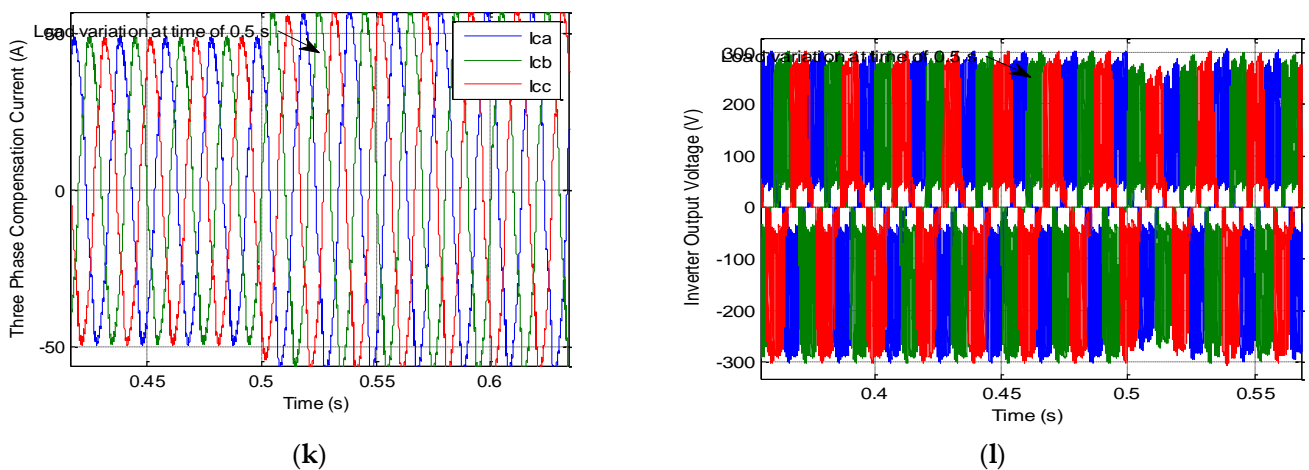 Three Phase Compensation Current (A)
50
0
-50
Load variation at time of 0.5 s
Ica
Icb
Icc
0.45
0.5
0.55
0.6
Time (s)
(k)
Inverter Output Voltage (V)
300
200
100
0
-100
-200
-300
Load variation at time of 0.5 s
0.4
0.45
0.5
0.55
Time (s)
(l)